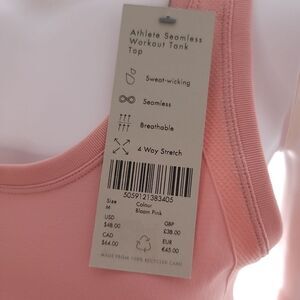 Athlete Seamless
Workout Tank
Top
Sweat-wicking
Seamless
Breathable
4 Way Stretch
5059121383405
Size Colour
M Bloom Pink
USD GBP
$48.00 £38.00
CAD EUR
$64.00 €45.00
MADE FROM 100% RECYCLED CARD